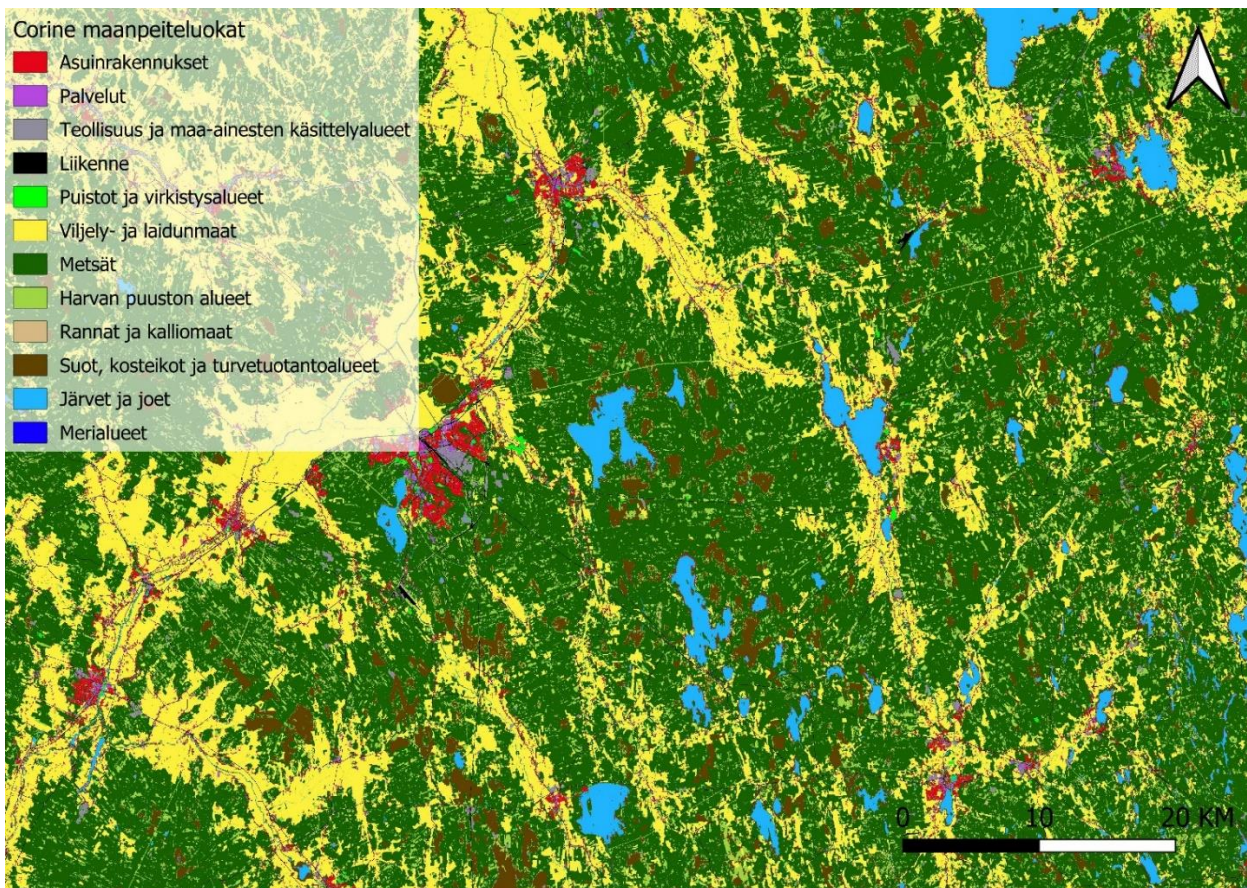 Corine maanpeiteluokat
Asuinrakennukset
Palvelut
Teollisuus ja maa-ainesten käsittelyalueet
Liikenne
Puistot ja virkistysalueet
Viljely- ja laidunmaat
Metsät
Harvan puuston alueet
Rannat ja kalliomaat
Suot, kosteikot ja turvetuotantoalueet
Järvet ja joet
Merialueet
0 10 20 KM